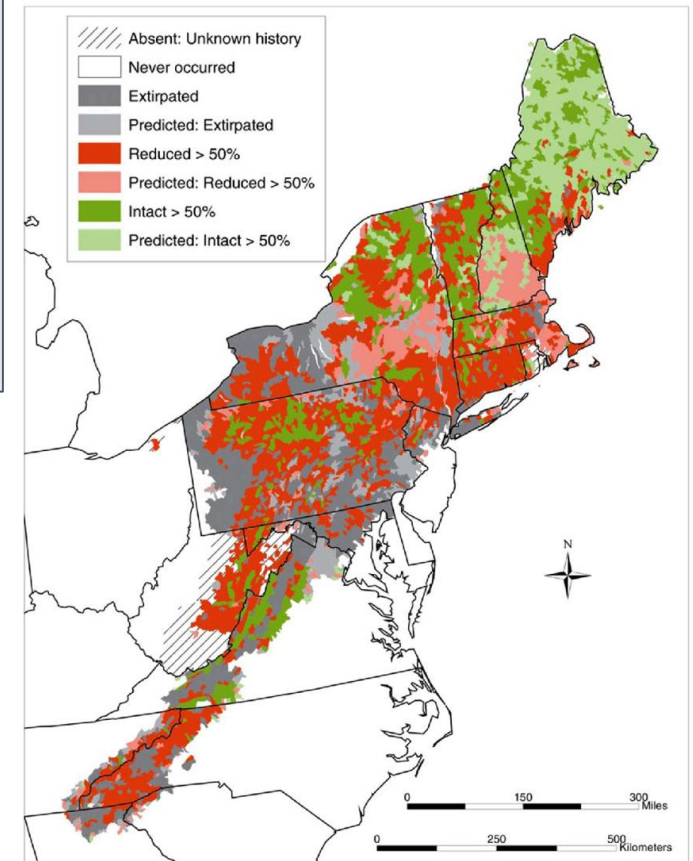 Absent: Unknown history
Never occurred
Extirpated
Predicted: Extirpated
Reduced > 50%
Predicted: Reduced > 50%
Intact > 50%
Predicted: Intact > 50%
N
0 150 300
Miles
0 250 500
Kilometers